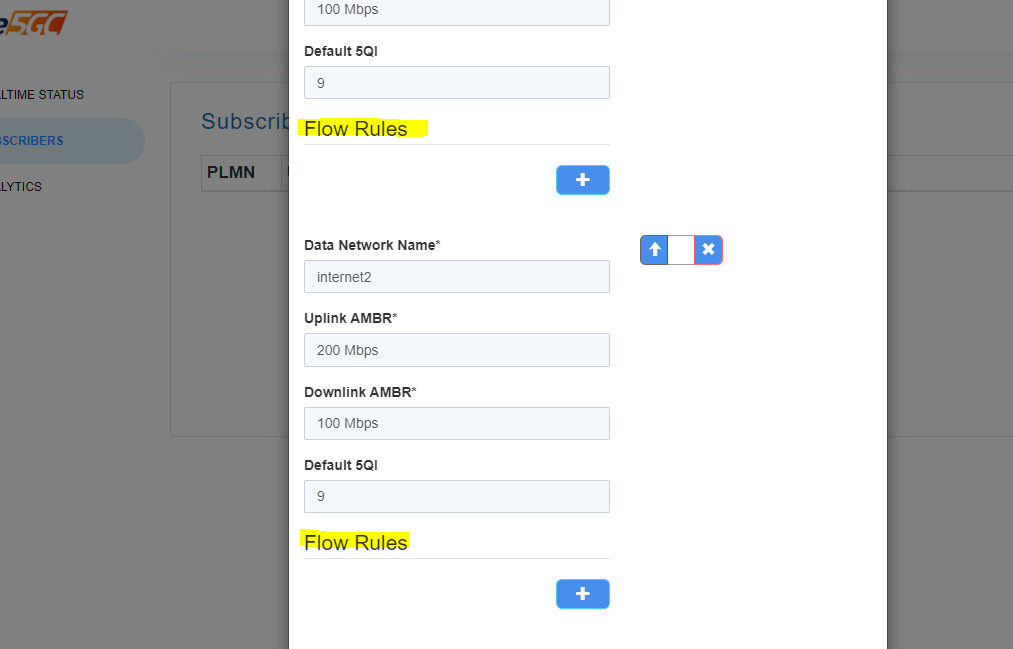 100 Mbps
e5GC
Default 5QI
9
LTIME STATUS
Subscrib
Flow Rules
SCRIBERS
PLMN
LYTICS
Data Network Name*
internet2
Uplink AMBR*
200 Mbps
Downlink AMBR*
100 Mbps
Default 5QI
9
Flow Rules